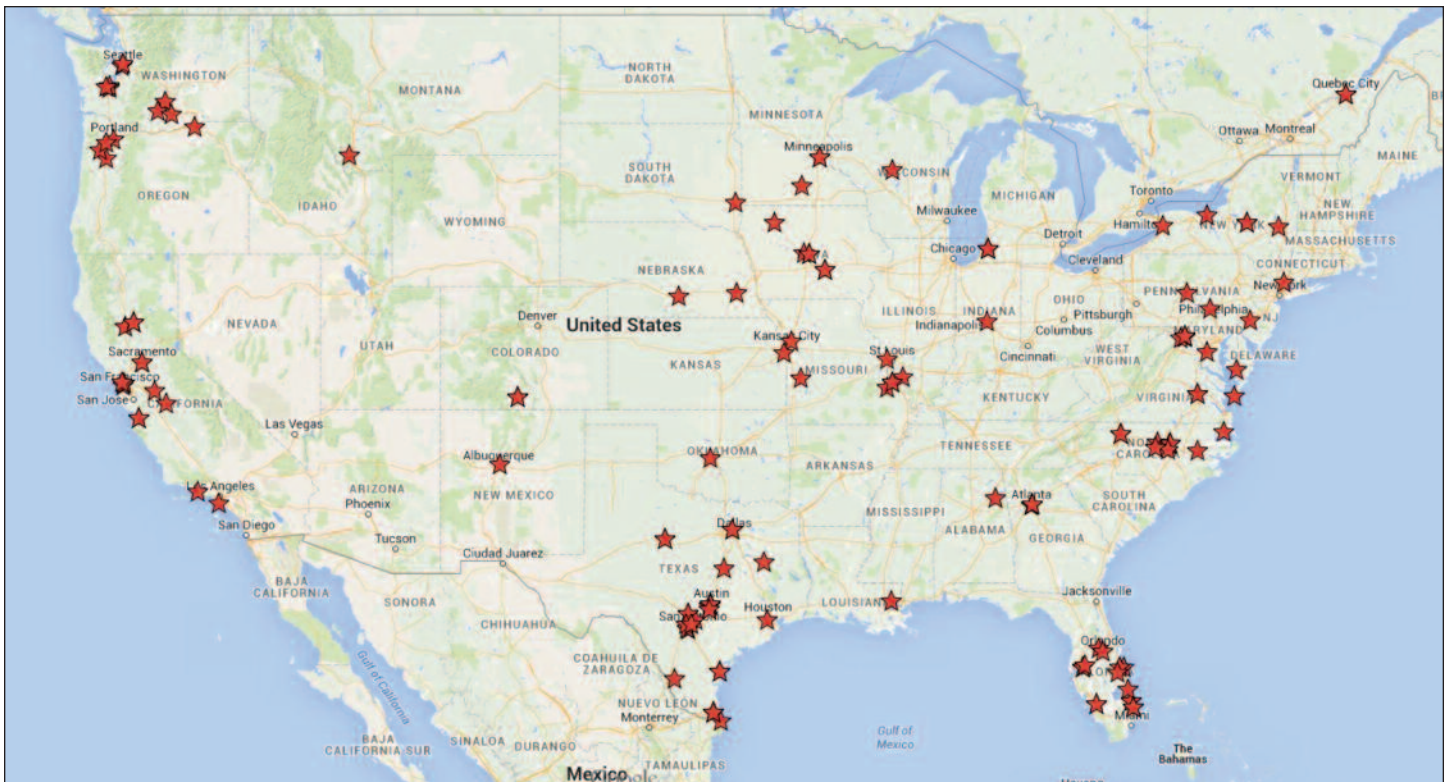 Seattle
WASHINGTON
MONTANA
NORTH
DAKOTA
MINNESOTA
Quebec City
Ottawa
Montreal
MAINE
Portland
OREGON
IDAHO
WYOMING
SOUTH
DAKOTA
Minneapolis
WISCONSIN
MICHIGAN
Milwaukee
Toronto
Hamilton
VERMONT
NEW
HAMPSHIRE
NEW YORK
MASSACHUSETTS
CONNECTICUT
Detroit
Chicago
Cleveland
NEBRASKA
ILLINOIS
INDIANA
OHIO
PENNSYLVANIA
New York
Pittsburgh
Philadelphia
NJ
Indianapolis
Columbus
MARYLAND
DELAWARE
NEVADA
UTAH
Denver
COLORADO
United States
KANSAS
Kansas City
MISSOURI
St Louis
Cincinnati
WEST
VIRGINIA
KENTUCKY
VIRGINIA
Sacramento
San Francisco
San Jose
CALIFORNIA
Las Vegas
Albuquerque
OKLAHOMA
ARKANSAS
TENNESSEE
NORTH
CAROLINA
Los Angeles
San Diego
ARIZONA
Phoenix
Tucson
NEW MEXICO
Ciudad Juarez
Dallas
TEXAS
MISSISSIPPI
ALABAMA
Atlanta
GEORGIA
SOUTH
CAROLINA
BAJA
CALIFORNIA
SONORA
CHIHUAHUA
Austin
San Antonio
Houston
LOUISIANA
Jacksonville
Orlando
FLORIDA
Miami
COAHUILA DE
ZARAGOZA
NUEVO LEÓN
Monterrey
Gulf of California
BAJA
CALIFORNIA SUR
SINALOA
DURANGO
Mexico
TAMAULIPAS
Gulf of
Mexico
The
Bahamas